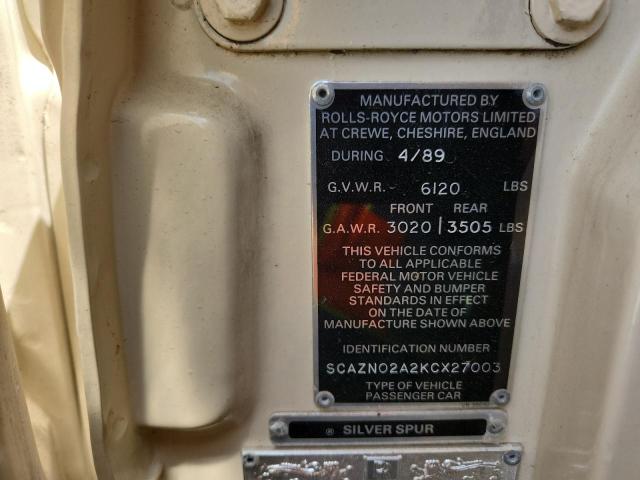 MANUFACTURED BY
ROLLS-ROYCE MOTORS LIMITED
AT CREWE, CHESHIRE, ENGLAND
DURING 4/89
G.V.W.R. 6120 LBS
FRONT REAR
G.A.W.R. 3020 | 3505 LBS
THIS VEHICLE CONFORMS
TO ALL APPLICABLE
FEDERAL MOTOR VEHICLE
SAFETY AND BUMPER
STANDARDS IN EFFECT
ON THE DATE OF
MANUFACTURE SHOWN ABOVE
IDENTIFICATION NUMBER
SCAZN02A2KCX27003
TYPE OF VEHICLE
PASSENGER CAR
® SILVER SPUR